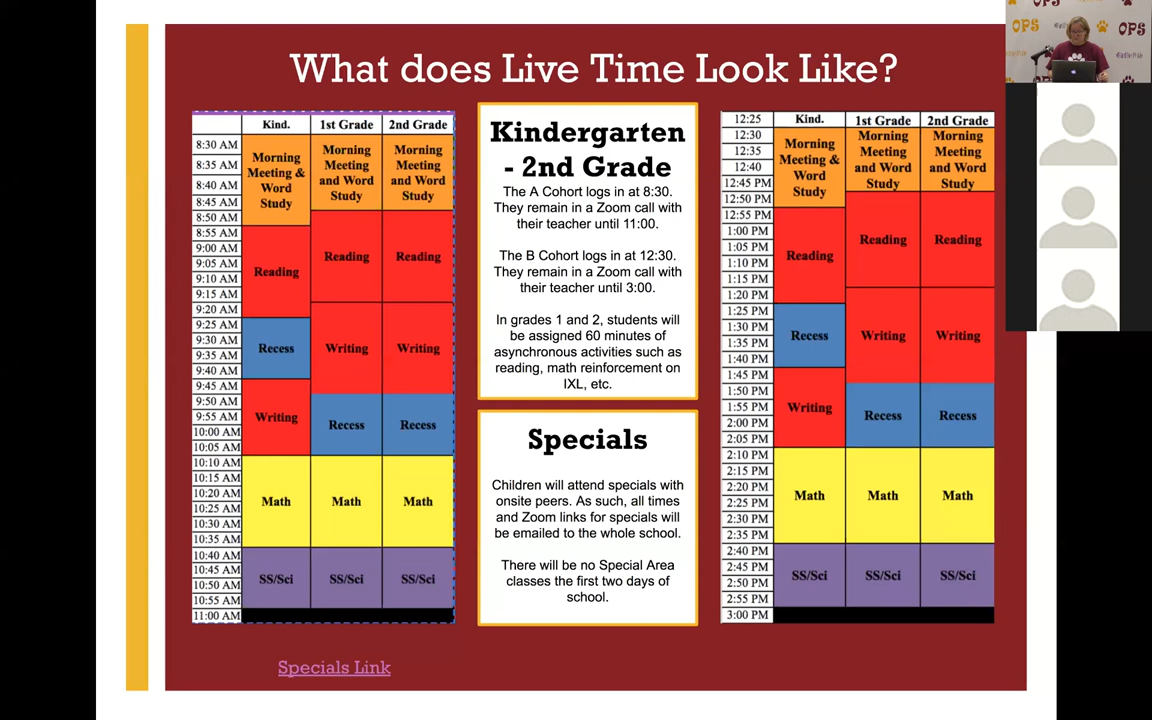 What does Live Time Look Like?
Kind. 1st Grade 2nd Grade
8:30 AM
8:35 AM
8:40 AM
8:45 AM
8:50 AM
8:55 AM
9:00 AM
9:05 AM
9:10 AM
9:15 AM
9:20 AM
9:25 AM
9:30 AM
9:35 AM
9:40 AM
9:45 AM
9:50 AM
9:55 AM
10:00 AM
10:05 AM
10:10 AM
10:15 AM
10:20 AM
10:25 AM
10:30 AM
10:35 AM
10:40 AM
10:45 AM
10:50 AM
10:55 AM
11:00 AM
Morning
Meeting &
Word
Study
Reading
Recess
Writing
Math
SS/Sci
Morning
Meeting
and Word
Study
Reading
Writing
Recess
Math
SS/Sci
Morning
Meeting
and Word
Study
Reading
Writing
Recess
Math
SS/Sci
Kindergarten
- 2nd Grade
The A Cohort logs in at 8:30.
They remain in a Zoom call with
their teacher until 11:00.
The B Cohort logs in at 12:30.
They remain in a Zoom call with
their teacher until 3:00.
In grades 1 and 2, students will
be assigned 60 minutes of
asynchronous activities such as
reading, math reinforcement on
IXL, etc.
Specials
Children will attend specials with
onsite peers. As such, all times
and Zoom links for specials will
be emailed to the whole school.
There will be no Special Area
classes the first two days of
school.
12:25 Kind. 1st Grade 2nd Grade
12:30
12:35
12:40
12:45 PM
12:50 PM
12:55 PM
1:00 PM
1:05 PM
1:10 PM
1:15 PM
1:20 PM
1:25 PM
1:30 PM
1:35 PM
1:40 PM
1:45 PM
1:50 PM
1:55 PM
2:00 PM
2:05 PM
2:10 PM
2:15 PM
2:20 PM
2:25 PM
2:30 PM
2:35 PM
2:40 PM
2:45 PM
2:50 PM
2:55 PM
3:00 PM
Morning
Meeting &
Word
Study
Reading
Recess
Writing
Math
SS/Sci
Morning
Meeting
and Word
Study
Reading
Writing
Recess
Math
SS/Sci
Morning
Meeting
and Word
Study
Reading
Writing
Recess
Math
SS/Sci
Specials Link
OPS
OPS